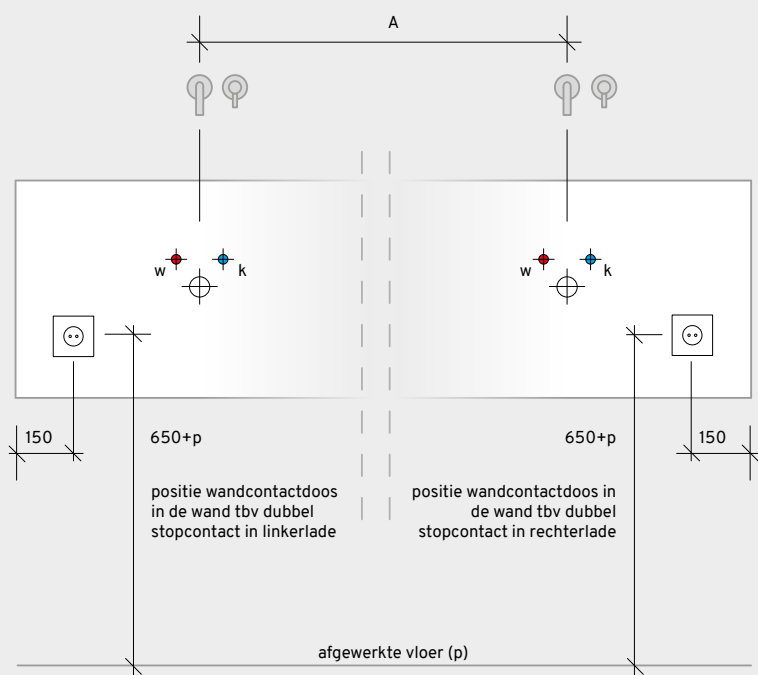 A
w
k
w
k
150
650+p
650+p
150
positie wandcontactdoos
in de wand tbv dubbel
stopcontact in linkerlade
positie wandcontactdoos in
de wand tbv dubbel
stopcontact in rechterlade
afgewerkte vloer (p)